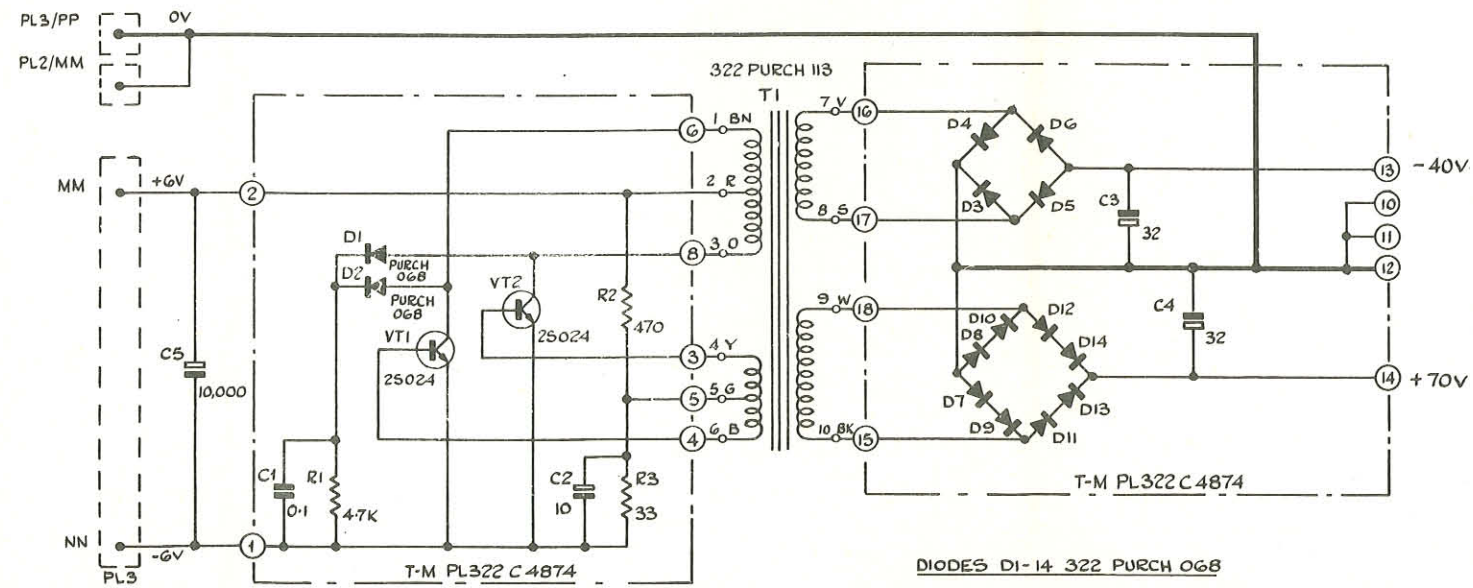 PL3/PP
0V
PL2/MM
322 PURCH 113
T1
MM
+6V
2
6
1 BN
2 R
8
3 O
D1
PURCH
068
D2
PURCH
068
VT2
2S024
VT1
2S024
R2
470
3
4 Y
5
5 G
4
6 B
C5
10,000
C1
0.1
R1
4.7K
C2
10
R3
33
NN
-6V
1
PL3
T-M PL322 C 4874
7 V
16
8 S
17
9 W
18
10 BK
15
D4
D6
D3
D5
C3
32
13
-40V
10
11
12
C4
32
D10
D8
D12
D14
D7
D9
D11
D13
14
+70V
T-M PL322 C 4874
DIODES D1-14 322 PURCH 068